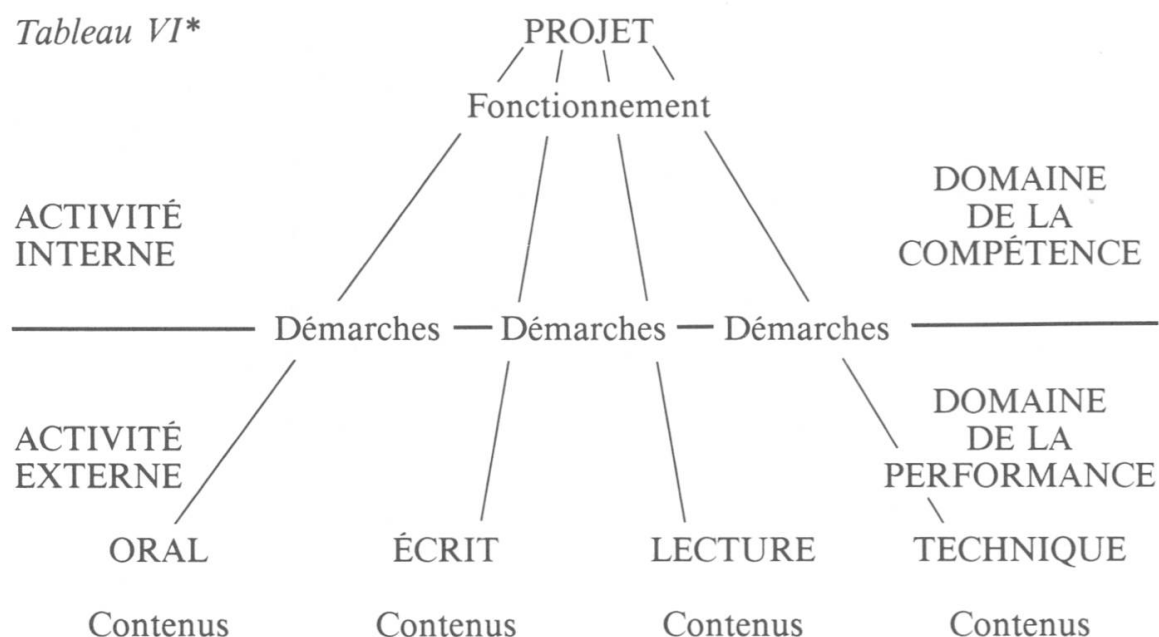 Tableau VI*
PROJET
Fonctionnement
ACTIVITÉ
INTERNE
DOMAINE
DE LA
COMPÉTENCE
Démarches — Démarches — Démarches
ACTIVITÉ
EXTERNE
DOMAINE
DE LA
PERFORMANCE
ORAL ÉCRIT LECTURE TECHNIQUE
Contenus Contenus Contenus Contenus